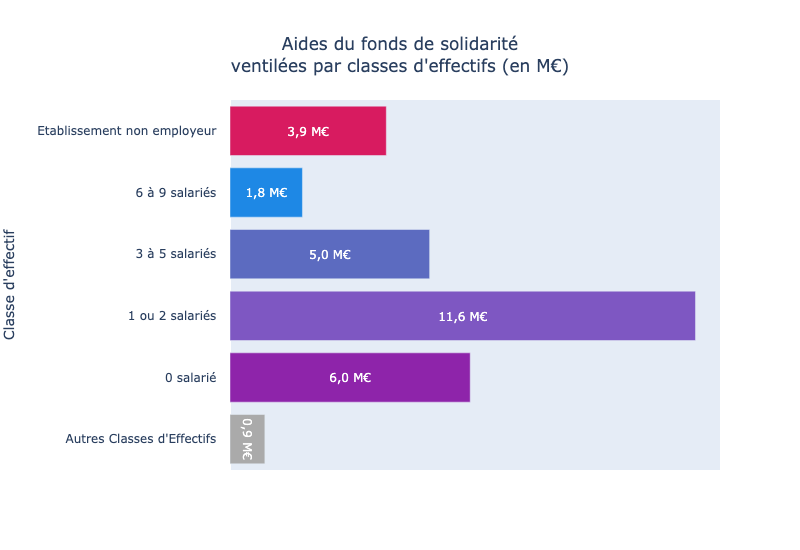 Aides du fonds de solidarité
ventilées par classes d'effectifs (en M€)
Classe d'effectif
Etablissement non employeur
3,9 M€
6 à 9 salariés
1,8 M€
3 à 5 salariés
5,0 M€
1 ou 2 salariés
11,6 M€
0 salarié
6,0 M€
Autres Classes d'Effectifs
0,9 M€